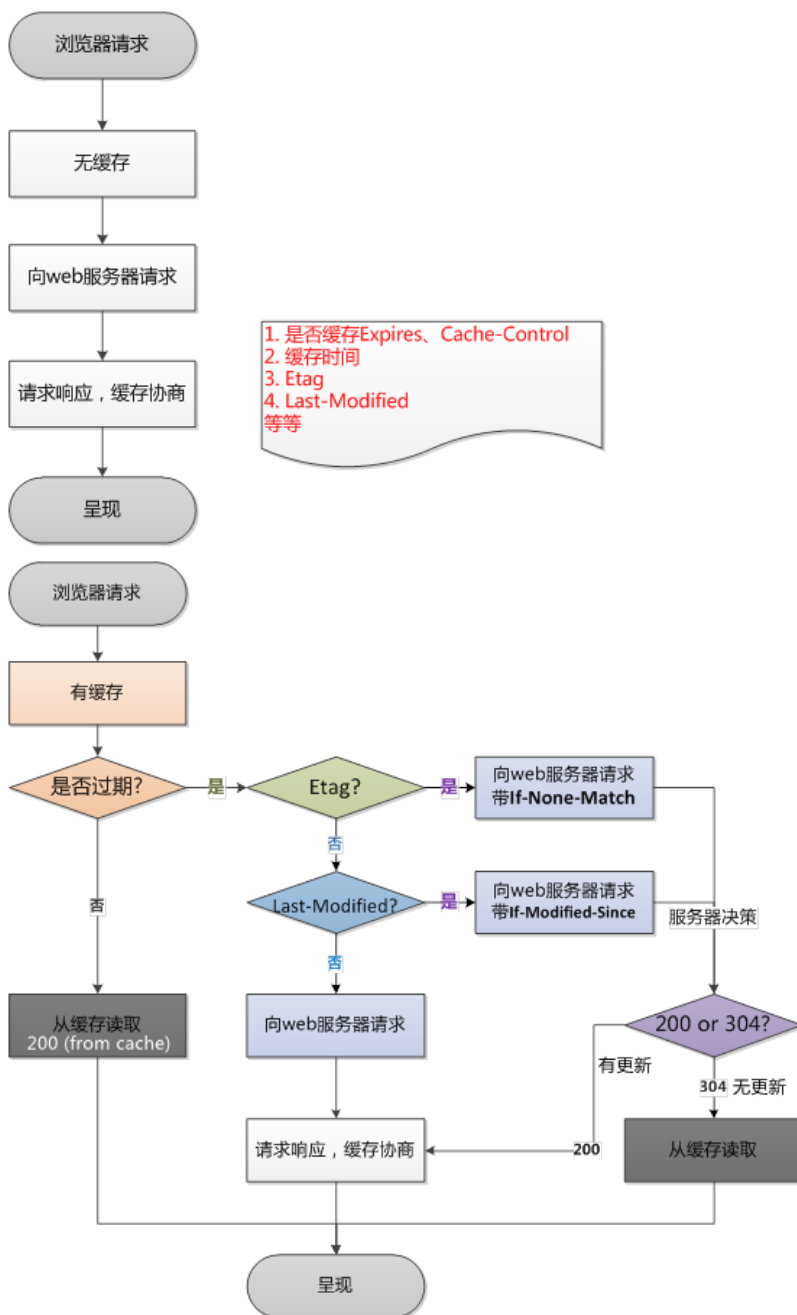 浏览器请求
无缓存
向web服务器请求
请求响应，缓存协商
呈现
1. 是否缓存Expires、Cache-Control
2. 缓存时间
3. Etag
4. Last-Modified
等等
浏览器请求
有缓存
是否过期?
是
Etag?
是
向web服务器请求
带If-None-Match
否
否
Last-Modified?
是
向web服务器请求
带If-Modified-Since
服务器决策
否
从缓存读取
200 (from cache)
向web服务器请求
200 or 304?
有更新
304 无更新
请求响应，缓存协商
200
从缓存读取
呈现